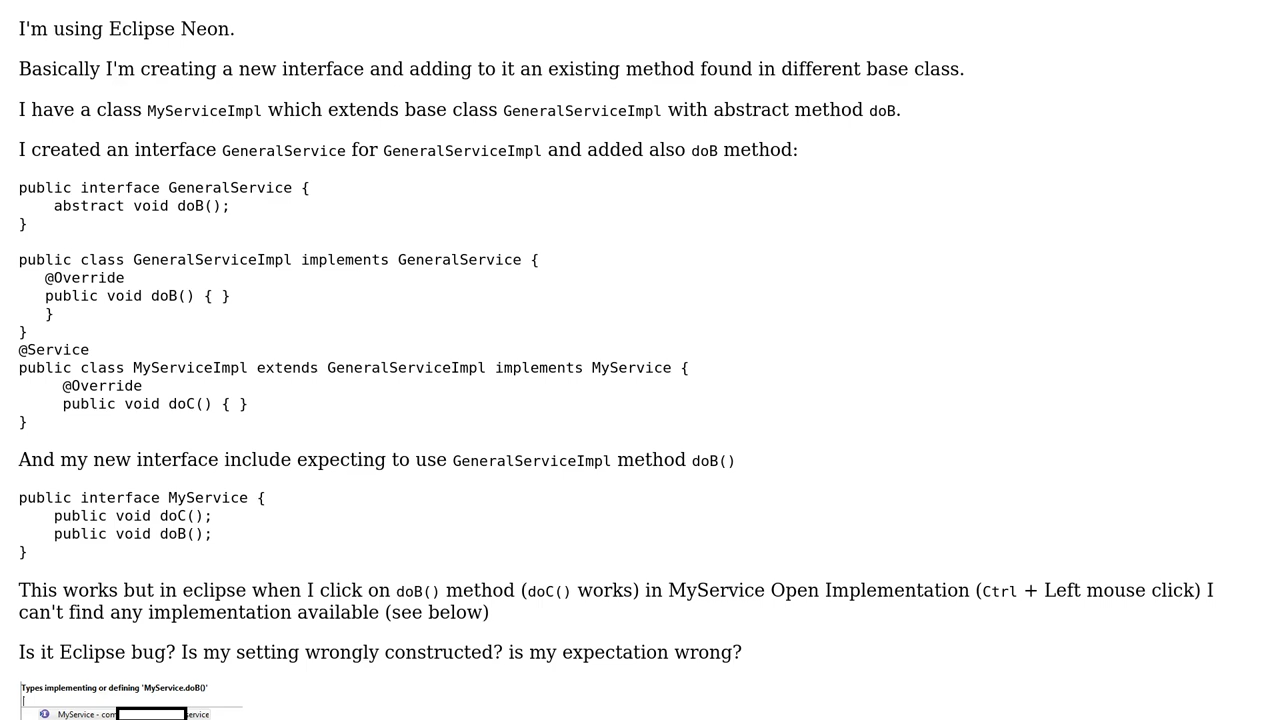 I'm using Eclipse Neon.
Basically I'm creating a new interface and adding to it an existing method found in different base class.
I have a class MyServiceImpl which extends base class GeneralServiceImpl with abstract method doB.
I created an interface GeneralService for GeneralServiceImpl and added also doB method:
public interface GeneralService {
    abstract void doB();
}
public class GeneralServiceImpl implements GeneralService {
   @Override
   public void doB() { }
   }
}
@Service
public class MyServiceImpl extends GeneralServiceImpl implements MyService {
     @Override
     public void doC() { }
}
And my new interface include expecting to use GeneralServiceImpl method doB()
public interface MyService {
    public void doC();
    public void doB();
}
This works but in eclipse when I click on doB() method (doC() works) in MyService Open Implementation (Ctrl + Left mouse click) I
can't find any implementation available (see below)
Is it Eclipse bug? Is my setting wrongly constructed? is my expectation wrong?
Types implementing or defining 'MyService.doB()'
MyService - com service